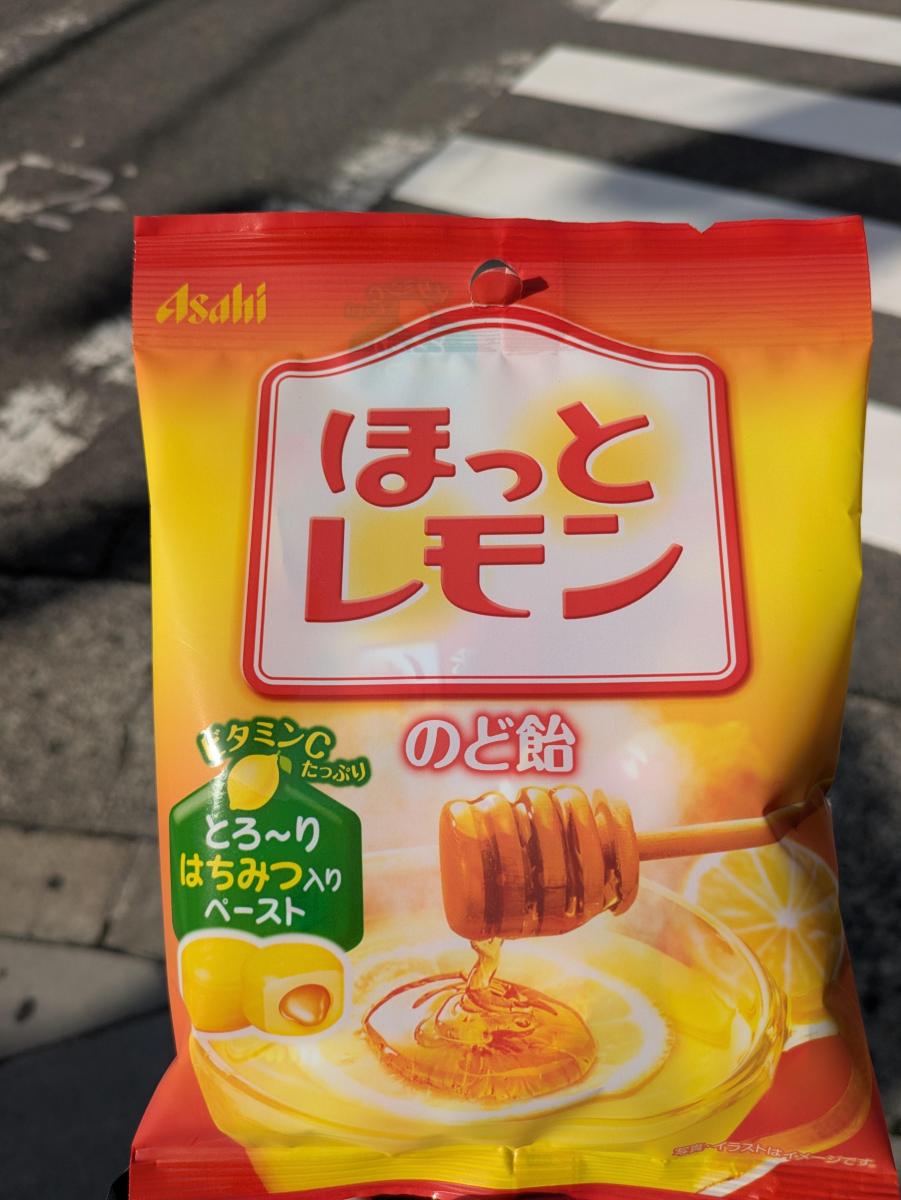 Asahi
ほっと
レモン
のど飴
ビタミンC
たっぷり
とろ〜り
はちみつ入り
ペースト
写真・イラストはイメージです。